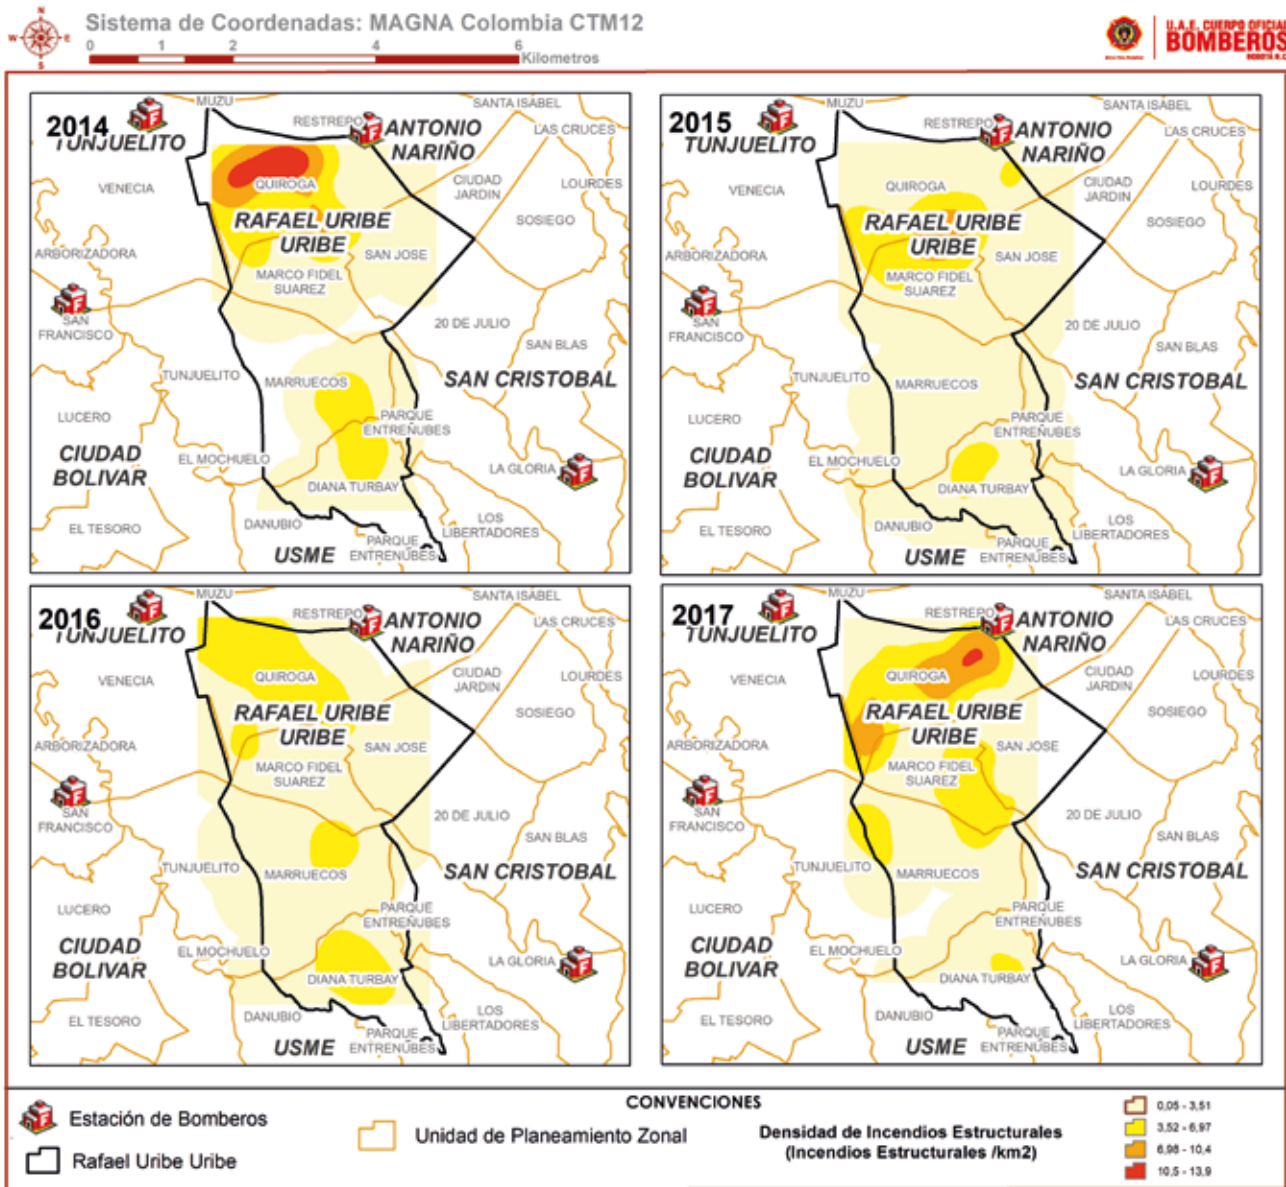 N
W
E
S
Sistema de Coordenadas: MAGNA Colombia CTM12
0 1 2 4 6
Kilometros
U.A.E. CUERPO OFICIAL
BOMBEROS
BOGOTÁ D.C.
2014
TUNJUELITO
MUZU
RESTREPO
ANTONIO
NARIÑO
SANTA ISABEL
LAS CRUCES
VENECIA
QUIROGA
CIUDAD
JARDIN
LOURDES
SOSIEGO
RAFAEL URIBE
URIBE
ARBORIZADORA
SAN JOSE
MARCO FIDEL
SUAREZ
SAN
FRANCISCO
20 DE JULIO
SAN BLAS
TUNJUELITO
MARRUECOS
SAN CRISTOBAL
LUCERO
PARQUE
ENTREÑUBES
CIUDAD
BOLIVAR
EL MOCHUELO
LA GLORIA
DIANA TURBAY
EL TESORO
DANUBIO
LOS
LIBERTADORES
USME
PARQUE
ENTREÑUBES
2015
TUNJUELITO
MUZU
RESTREPO
ANTONIO
NARIÑO
SANTA ISABEL
LAS CRUCES
VENECIA
QUIROGA
CIUDAD
JARDIN
LOURDES
SOSIEGO
RAFAEL URIBE
URIBE
ARBORIZADORA
SAN JOSE
MARCO FIDEL
SUAREZ
SAN
FRANCISCO
20 DE JULIO
SAN BLAS
TUNJUELITO
MARRUECOS
SAN CRISTOBAL
LUCERO
PARQUE
ENTREÑUBES
CIUDAD
BOLIVAR
EL MOCHUELO
LA GLORIA
DIANA TURBAY
EL TESORO
DANUBIO
LOS
LIBERTADORES
USME
PARQUE
ENTREÑUBES
2016
TUNJUELITO
MUZU
RESTREPO
ANTONIO
NARIÑO
SANTA ISABEL
LAS CRUCES
VENECIA
QUIROGA
CIUDAD
JARDIN
LOURDES
SOSIEGO
RAFAEL URIBE
URIBE
ARBORIZADORA
SAN JOSE
MARCO FIDEL
SUAREZ
SAN
FRANCISCO
20 DE JULIO
SAN BLAS
TUNJUELITO
MARRUECOS
SAN CRISTOBAL
LUCERO
PARQUE
ENTREÑUBES
CIUDAD
BOLIVAR
EL MOCHUELO
LA GLORIA
DIANA TURBAY
EL TESORO
DANUBIO
LOS
LIBERTADORES
USME
PARQUE
ENTREÑUBES
2017
TUNJUELITO
MUZU
RESTREPO
ANTONIO
NARIÑO
SANTA ISABEL
LAS CRUCES
VENECIA
QUIROGA
CIUDAD
JARDIN
LOURDES
SOSIEGO
RAFAEL URIBE
URIBE
ARBORIZADORA
SAN JOSE
MARCO FIDEL
SUAREZ
SAN
FRANCISCO
20 DE JULIO
SAN BLAS
TUNJUELITO
MARRUECOS
SAN CRISTOBAL
LUCERO
PARQUE
ENTREÑUBES
CIUDAD
BOLIVAR
EL MOCHUELO
LA GLORIA
DIANA TURBAY
EL TESORO
DANUBIO
LOS
LIBERTADORES
USME
PARQUE
ENTREÑUBES
CONVENCIONES
Estación de Bomberos
Rafael Uribe Uribe
Unidad de Planeamiento Zonal
Densidad de Incendios Estructurales
(Incendios Estructurales /km2)
0,05 - 3,51
3,52 - 6,97
6,98 - 10,4
10,5 - 13,9